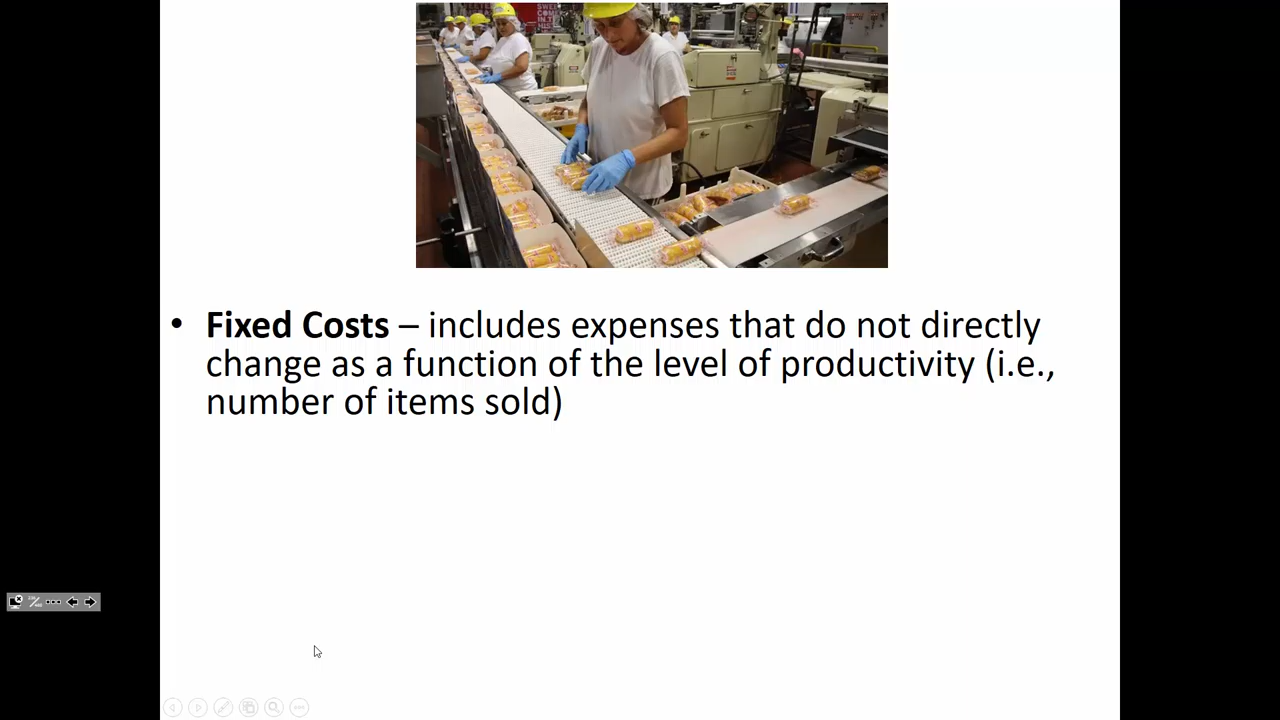 • Fixed Costs – includes expenses that do not directly
change as a function of the level of productivity (i.e.,
number of items sold)